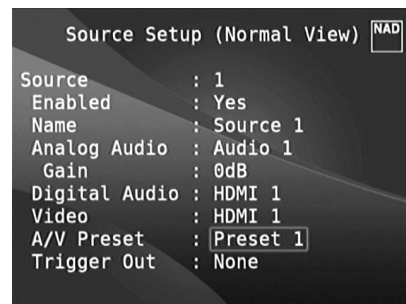 Source Setup (Normal View) NAD
Source : 1
Enabled : Yes
Name : Source 1
Analog Audio : Audio 1
Gain : 0dB
Digital Audio : HDMI 1
Video : HDMI 1
A/V Preset : Preset 1
Trigger Out : None